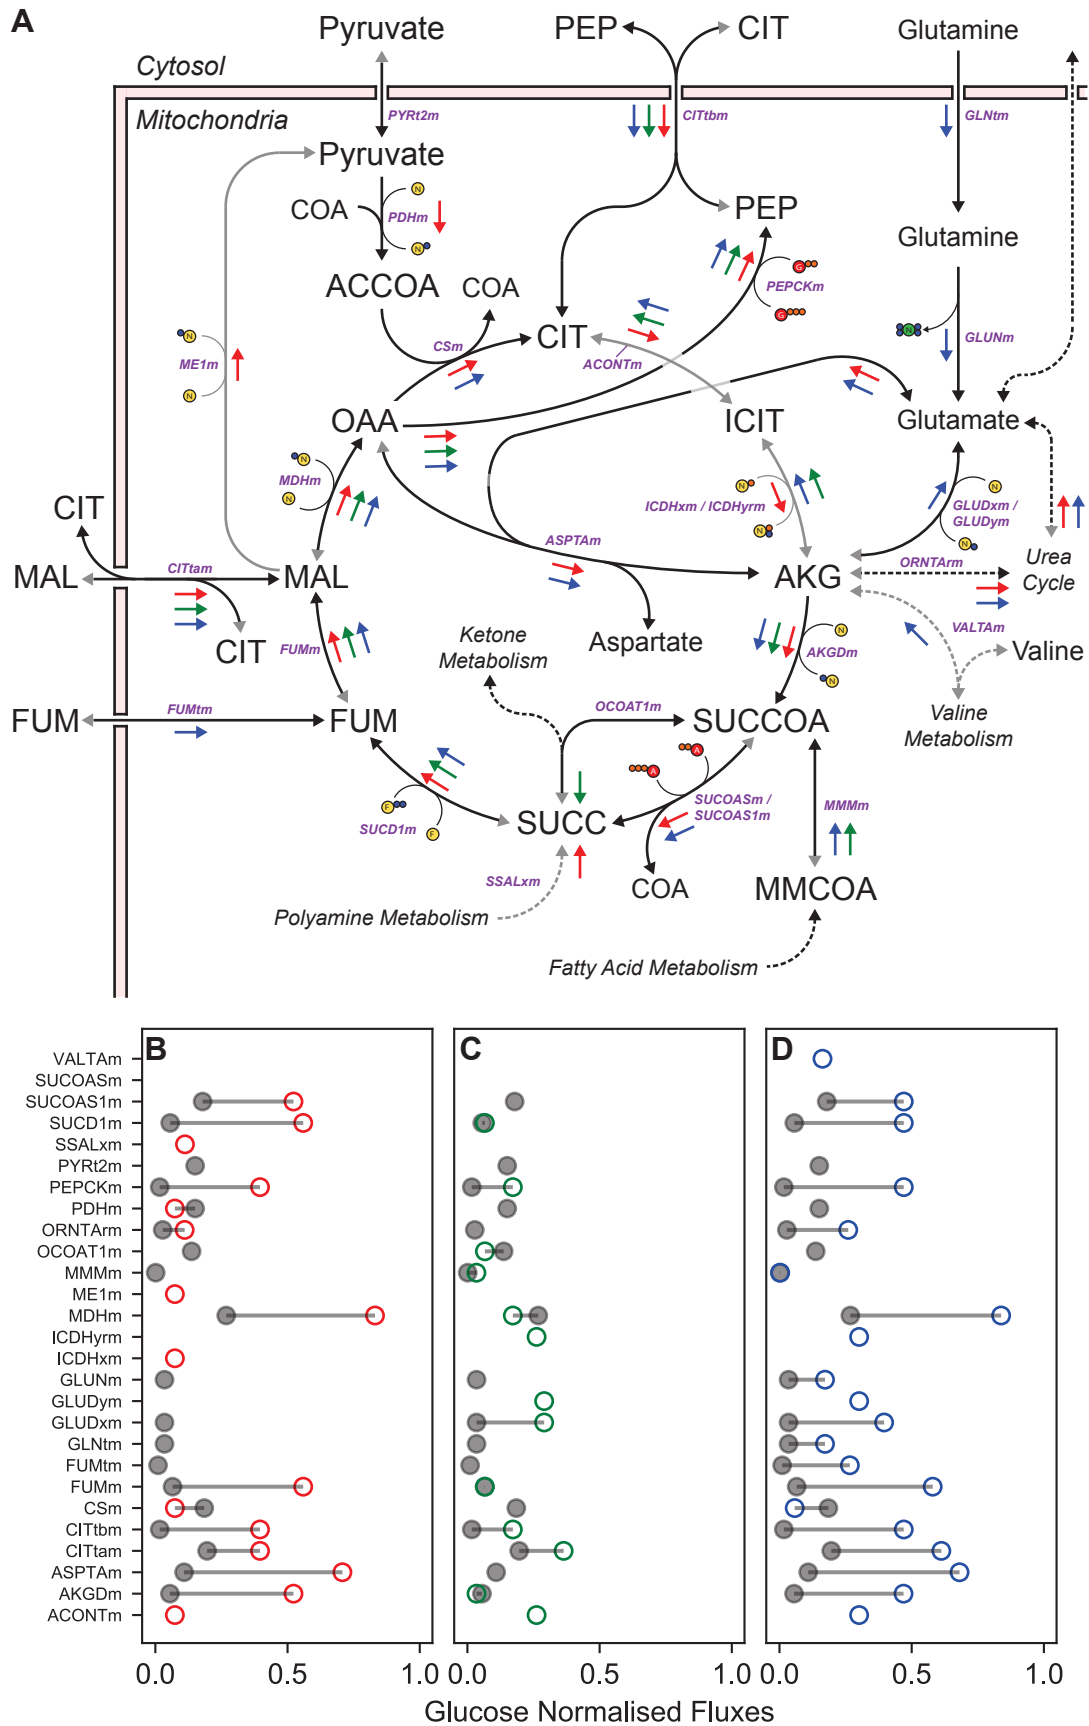 A
Pyruvate
PEP
CIT
Glutamine
Cytosol
Mitochondria
PYRt2m
CITtbm
GLNtm
Pyruvate
COA
PDHm
N
N
PEP
Glutamine
ACCOA
COA
G
PEPCKm
G
CIT
CSm
ACONTm
N
GLUNm
N
ME1m
N
OAA
ICIT
Glutamate
N
MDHm
N
N
ICDHxm / ICDHyrm
N
N
GLUDxm /
GLUDym
N
CIT
ASPTAm
ORNTArm
Urea
Cycle
MAL
CITtam
MAL
AKG
CIT
FUMm
Ketone
Metabolism
Aspartate
N
AKGDm
N
VALTAm
Valine
FUM
FUMtm
FUM
OCOAT1m
SUCCOA
Valine
Metabolism
A
A
F
SUCD1m
F
SUCC
SUCOASm /
SUCOAS1m
MMMm
SSALxm
COA
MMCOA
Polyamine Metabolism
Fatty Acid Metabolism
B
C
D
VALTAm
SUCOASm
SUCOAS1m
SUCD1m
SSALxm
PYRt2m
PEPCKm
PDHm
ORNTArm
OCOAT1m
MMMm
ME1m
MDHm
ICDHyrm
ICDHxm
GLUNm
GLUDym
GLUDxm
GLNtm
FUMtm
FUMm
CSm
CITtbm
CITtam
ASPTAm
AKGDm
ACONTm
0.0 0.5 1.0 0.0 0.5 1.0 0.0 0.5 1.0
Glucose Normalised Fluxes